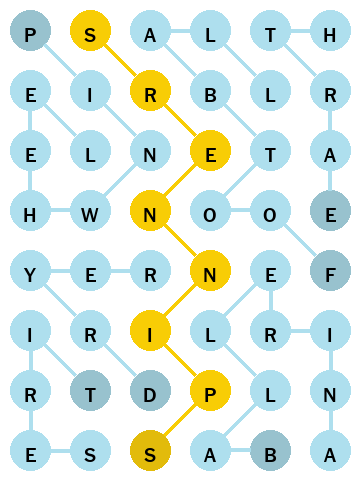 P S A L T H
E I R B L R
E L N E T A
H W N O O E
Y E R N E F
I R I L R I
R T D P L N
E S S A B A